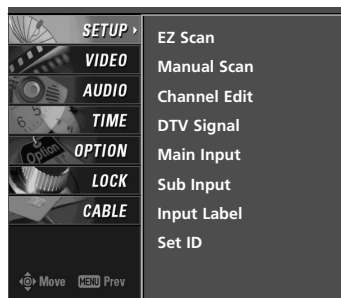 SETUP
VIDEO
AUDIO
TIME
OPTION
LOCK
CABLE
Move MENU Prev
EZ Scan
Manual Scan
Channel Edit
DTV Signal
Main Input
Sub Input
Input Label
Set ID